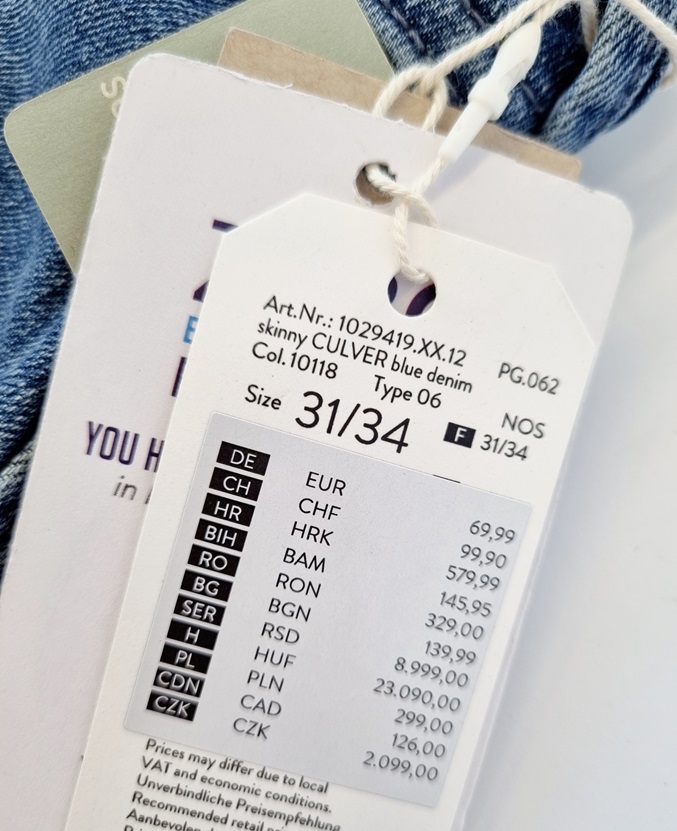 Art.Nr.: 1029419.XX.12
skinny CULVER blue denim PG.062
Col.10118 Type 06 NOS
Size 31/34 F 31/34
DE EUR 69,99
CH CHF 99,90
HR HRK 579,99
BIH BAM 145,95
RO RON 329,00
BG BGN 139,99
SER RSD 8.999,00
H HUF 23.090,00
PL PLN 299,00
CDN CAD 126,00
CZK CZK 2.099,00
Prices may differ due to local
VAT and economic conditions.
Unverbindliche Preisempfehlung
Recommended retail
YOU
in